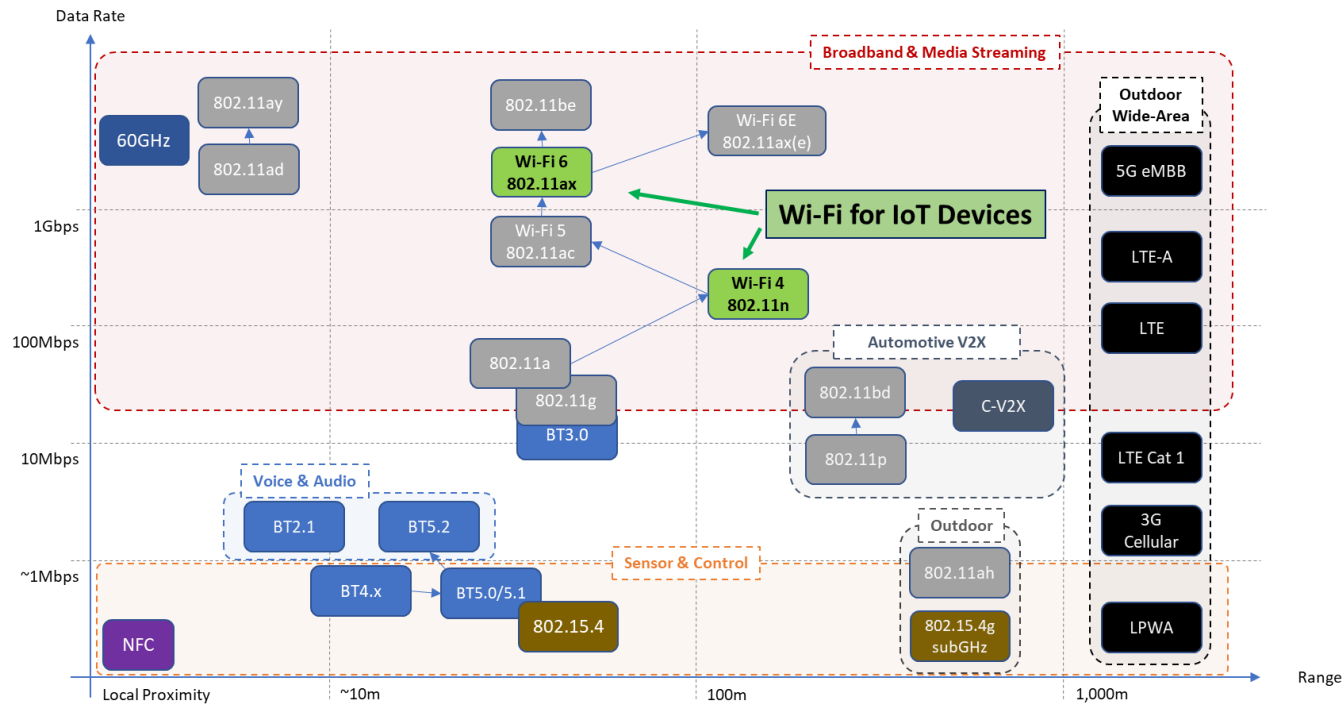 Data Rate
Broadband & Media Streaming
802.11ay
802.11be
Wi-Fi 6E
802.11ax(e)
Outdoor
Wide-Area
60GHz
802.11ad
Wi-Fi 6
802.11ax
5G eMBB
Wi-Fi for IoT Devices
1Gbps
Wi-Fi 5
802.11ac
LTE-A
Wi-Fi 4
802.11n
LTE
100Mbps
Automotive V2X
802.11a
802.11g
BT3.0
802.11bd
C-V2X
10Mbps
802.11p
LTE Cat 1
Voice & Audio
BT2.1
BT5.2
Outdoor
3G
Cellular
~1Mbps
Sensor & Control
BT4.x
BT5.0/5.1
802.11ah
NFC
802.15.4
802.15.4g
subGHz
LPWA
Local Proximity
~10m
100m
1,000m
Range